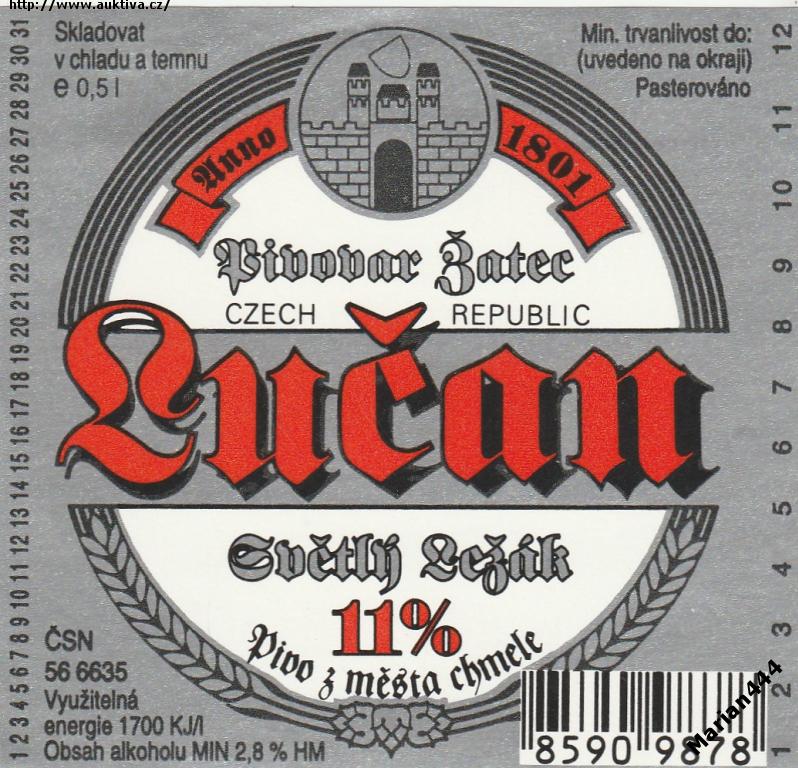 http://www.auktiva.cz/
Skladovat
v chladu a temnu
e 0,5 l
Min. trvanlivost do:
(uvedeno na okraji)
Pasterováno
Anno
1801
Pivovar Žatec
CZECH REPUBLIC
Lučan
Světlý Ležák
11%
Pivo z města chmele
ČSN
56 6635
Využitelná
energie 1700 KJ/l
Obsah alkoholu MIN 2,8 % HM
8590 9878
Marian444
1 2 3 4 5 6 7 8 9 10 11 12 13 14 15 16 17 18 19 20 21 22 23 24 25 26 27 28 29 30 31
1 2 3 4 5 6 7 8 9 10 11 12